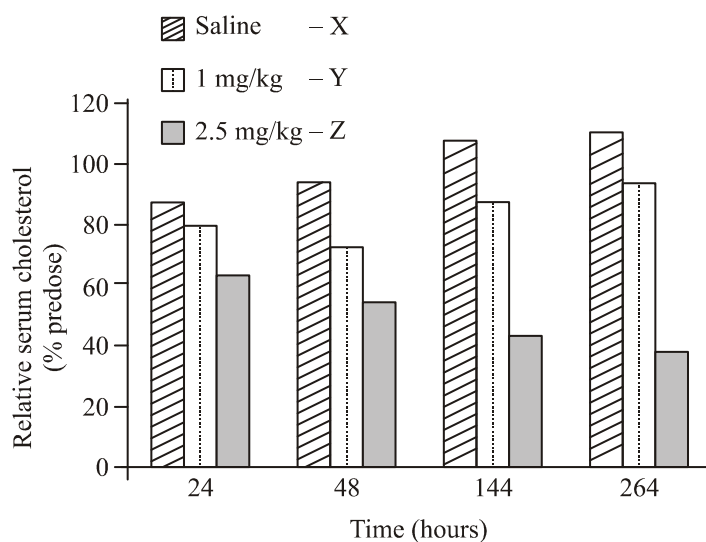 Saline – X
1 mg/kg – Y
2.5 mg/kg – Z
120
100
80
60
40
20
0
Relative serum cholesterol
(% predose)
24 48 144 264
Time (hours)